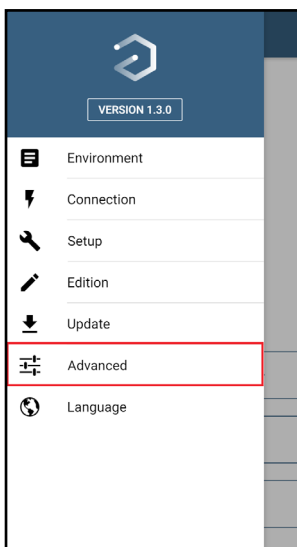 VERSION 1.3.0
Environment
Connection
Setup
Edition
Update
Advanced
Language